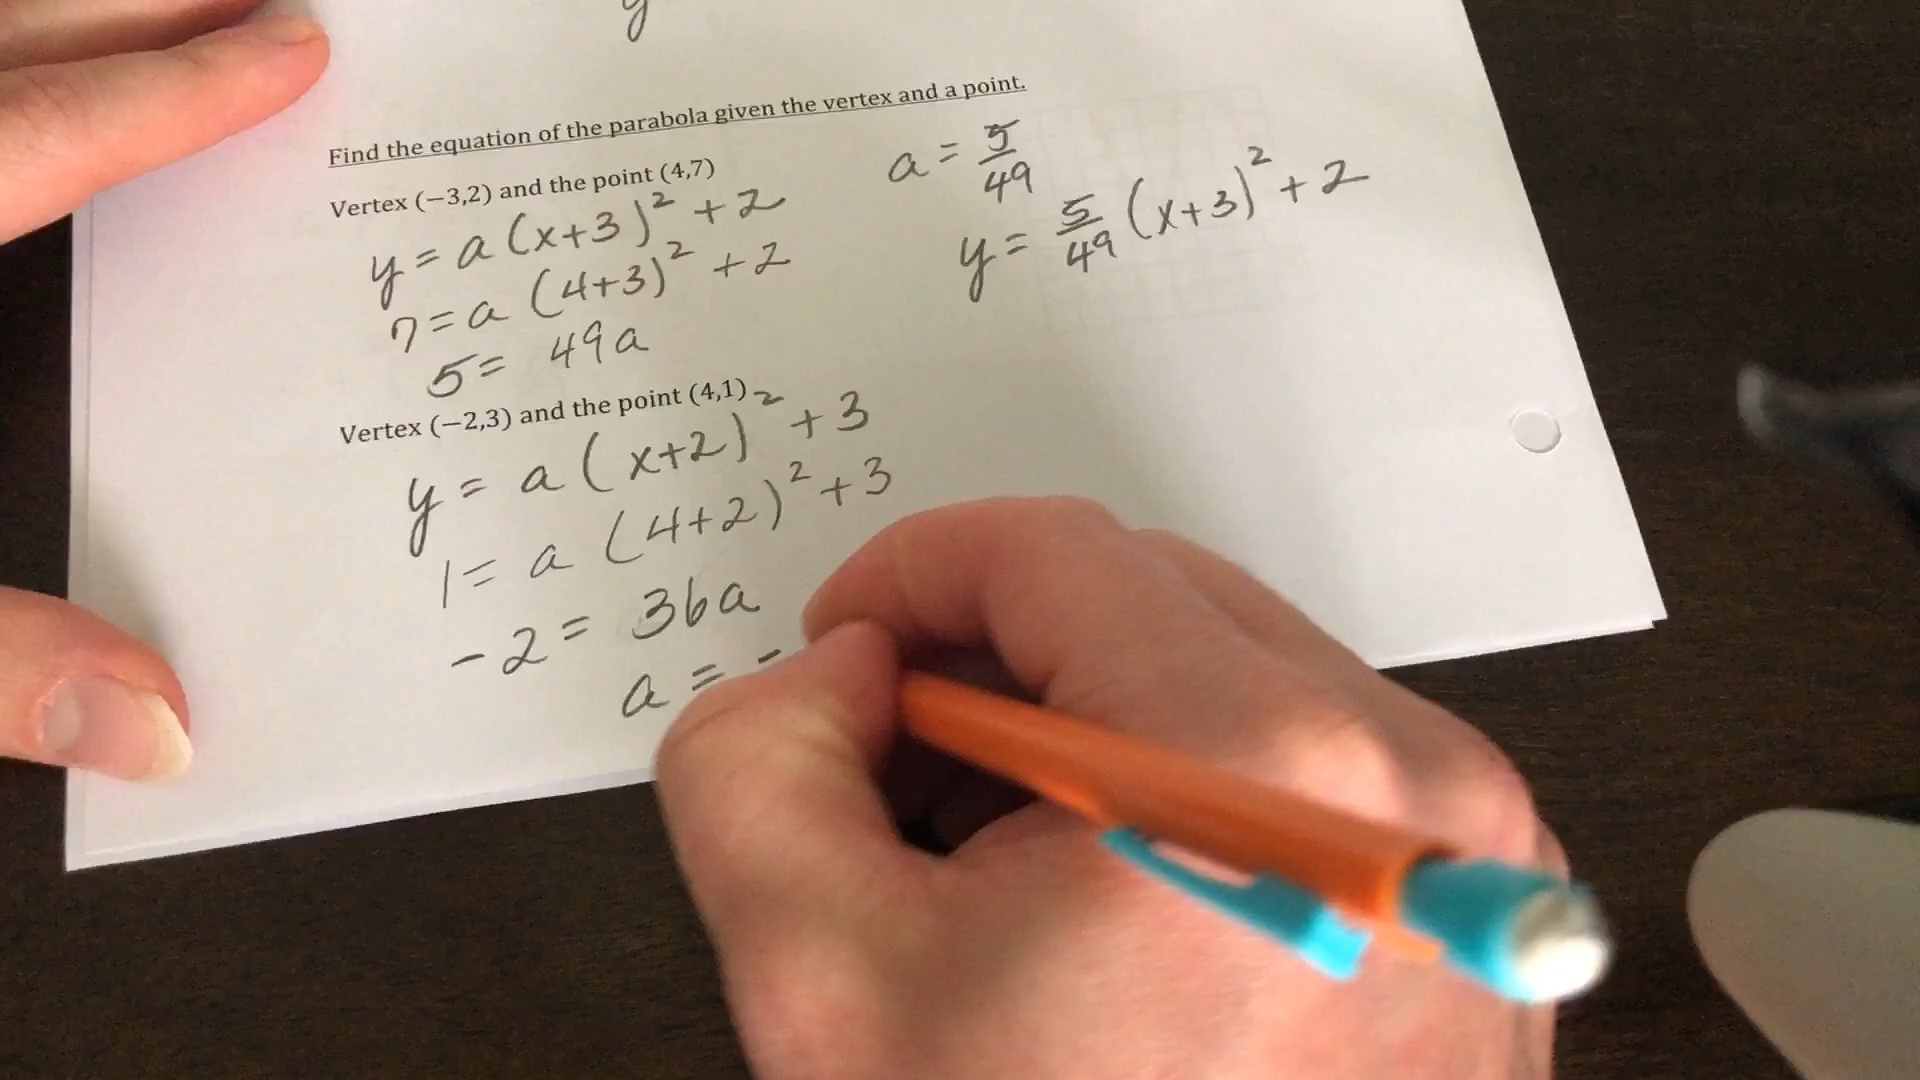 y
Find the equation of the parabola given the vertex and a point.
Vertex (−3,2) and the point (4,7)
y = a (x+3)² + 2
7 = a (4+3)² + 2
5 = 49a
a = 5/49
y = 5/49 (x+3)² + 2
Vertex (−2,3) and the point (4,1)
y = a (x+2)² + 3
1 = a (4+2)² + 3
-2 = 36a
a = -